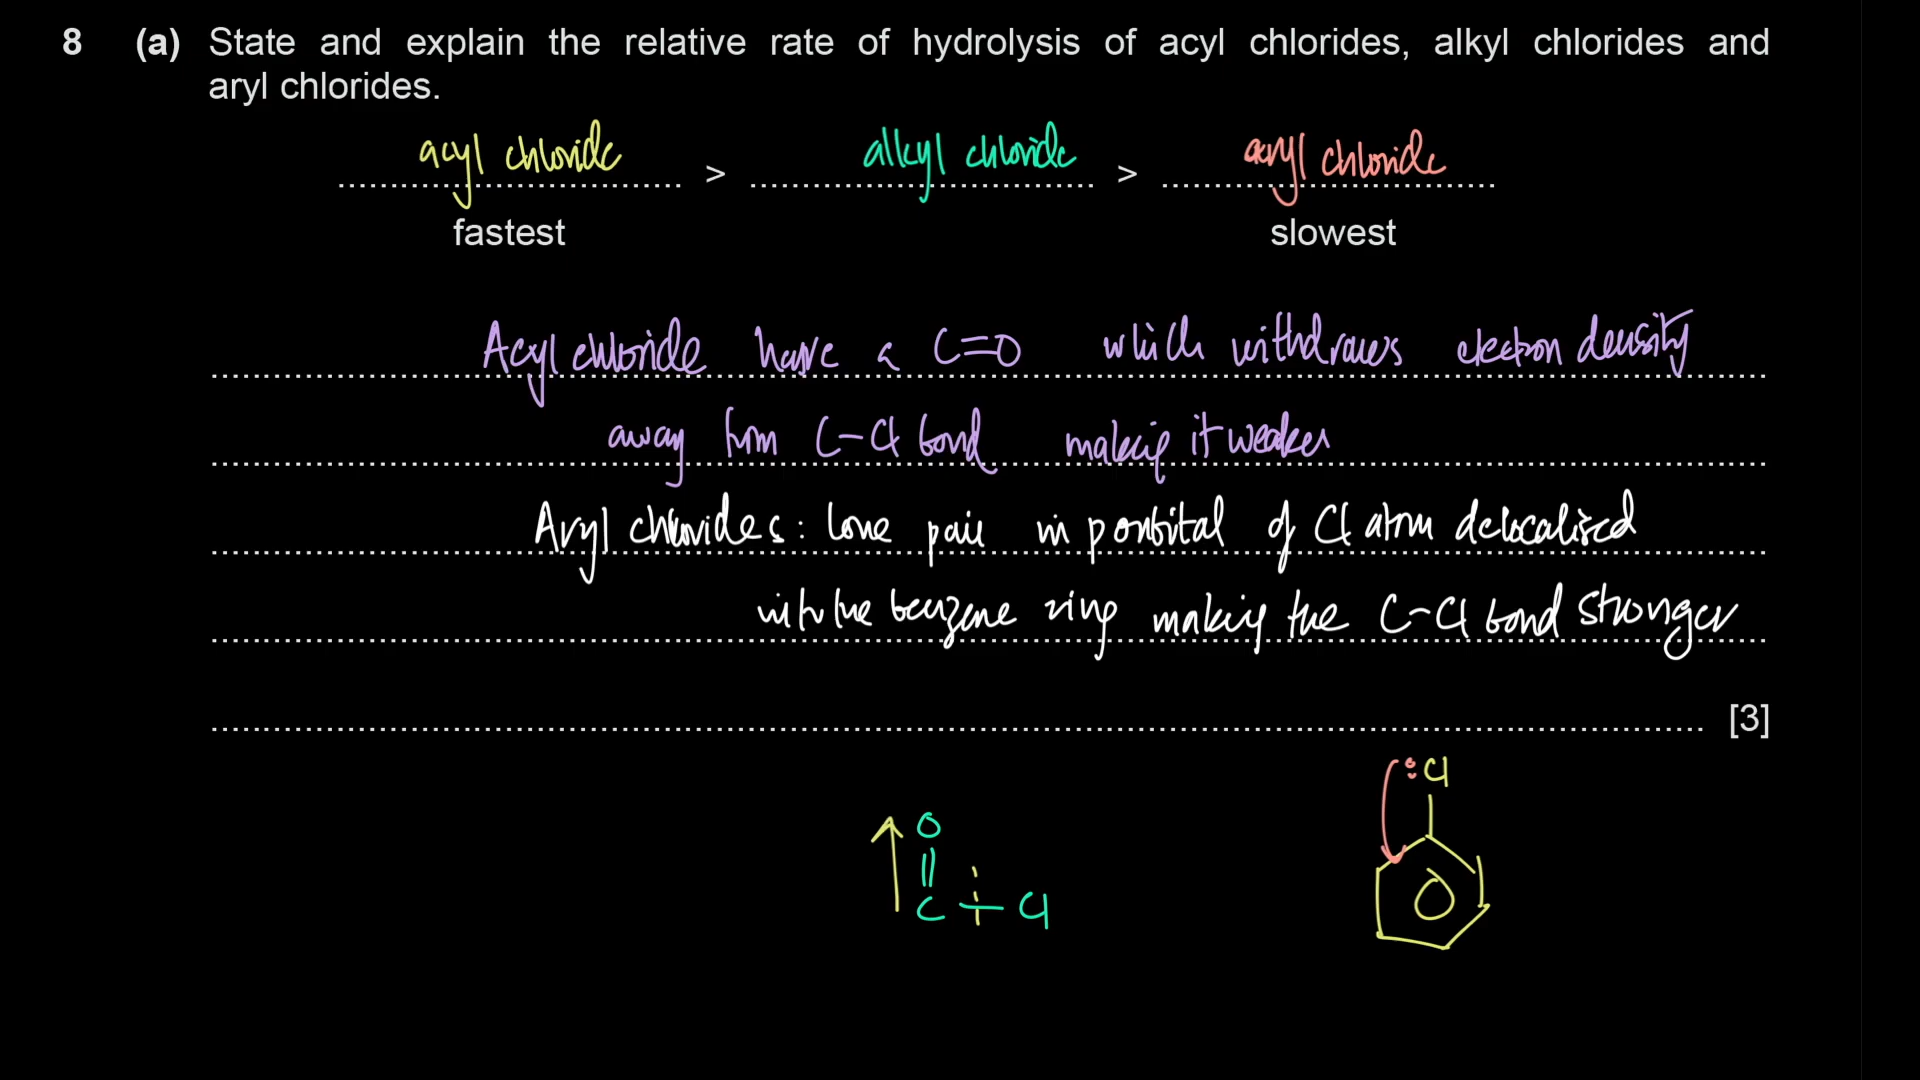 8 (a) State and explain the relative rate of hydrolysis of acyl chlorides, alkyl chlorides and
aryl chlorides.
acyl chloride > alkyl chloride > aryl chloride
fastest slowest
Acyl chloride have a C=O which withdraws electron density
away from C-Cl bond making it weaker
Aryl chlorides: lone pair in p orbital of Cl atom delocalised
into the benzene ring making the C-Cl bond stronger
[3]
:Cl
O
C Cl